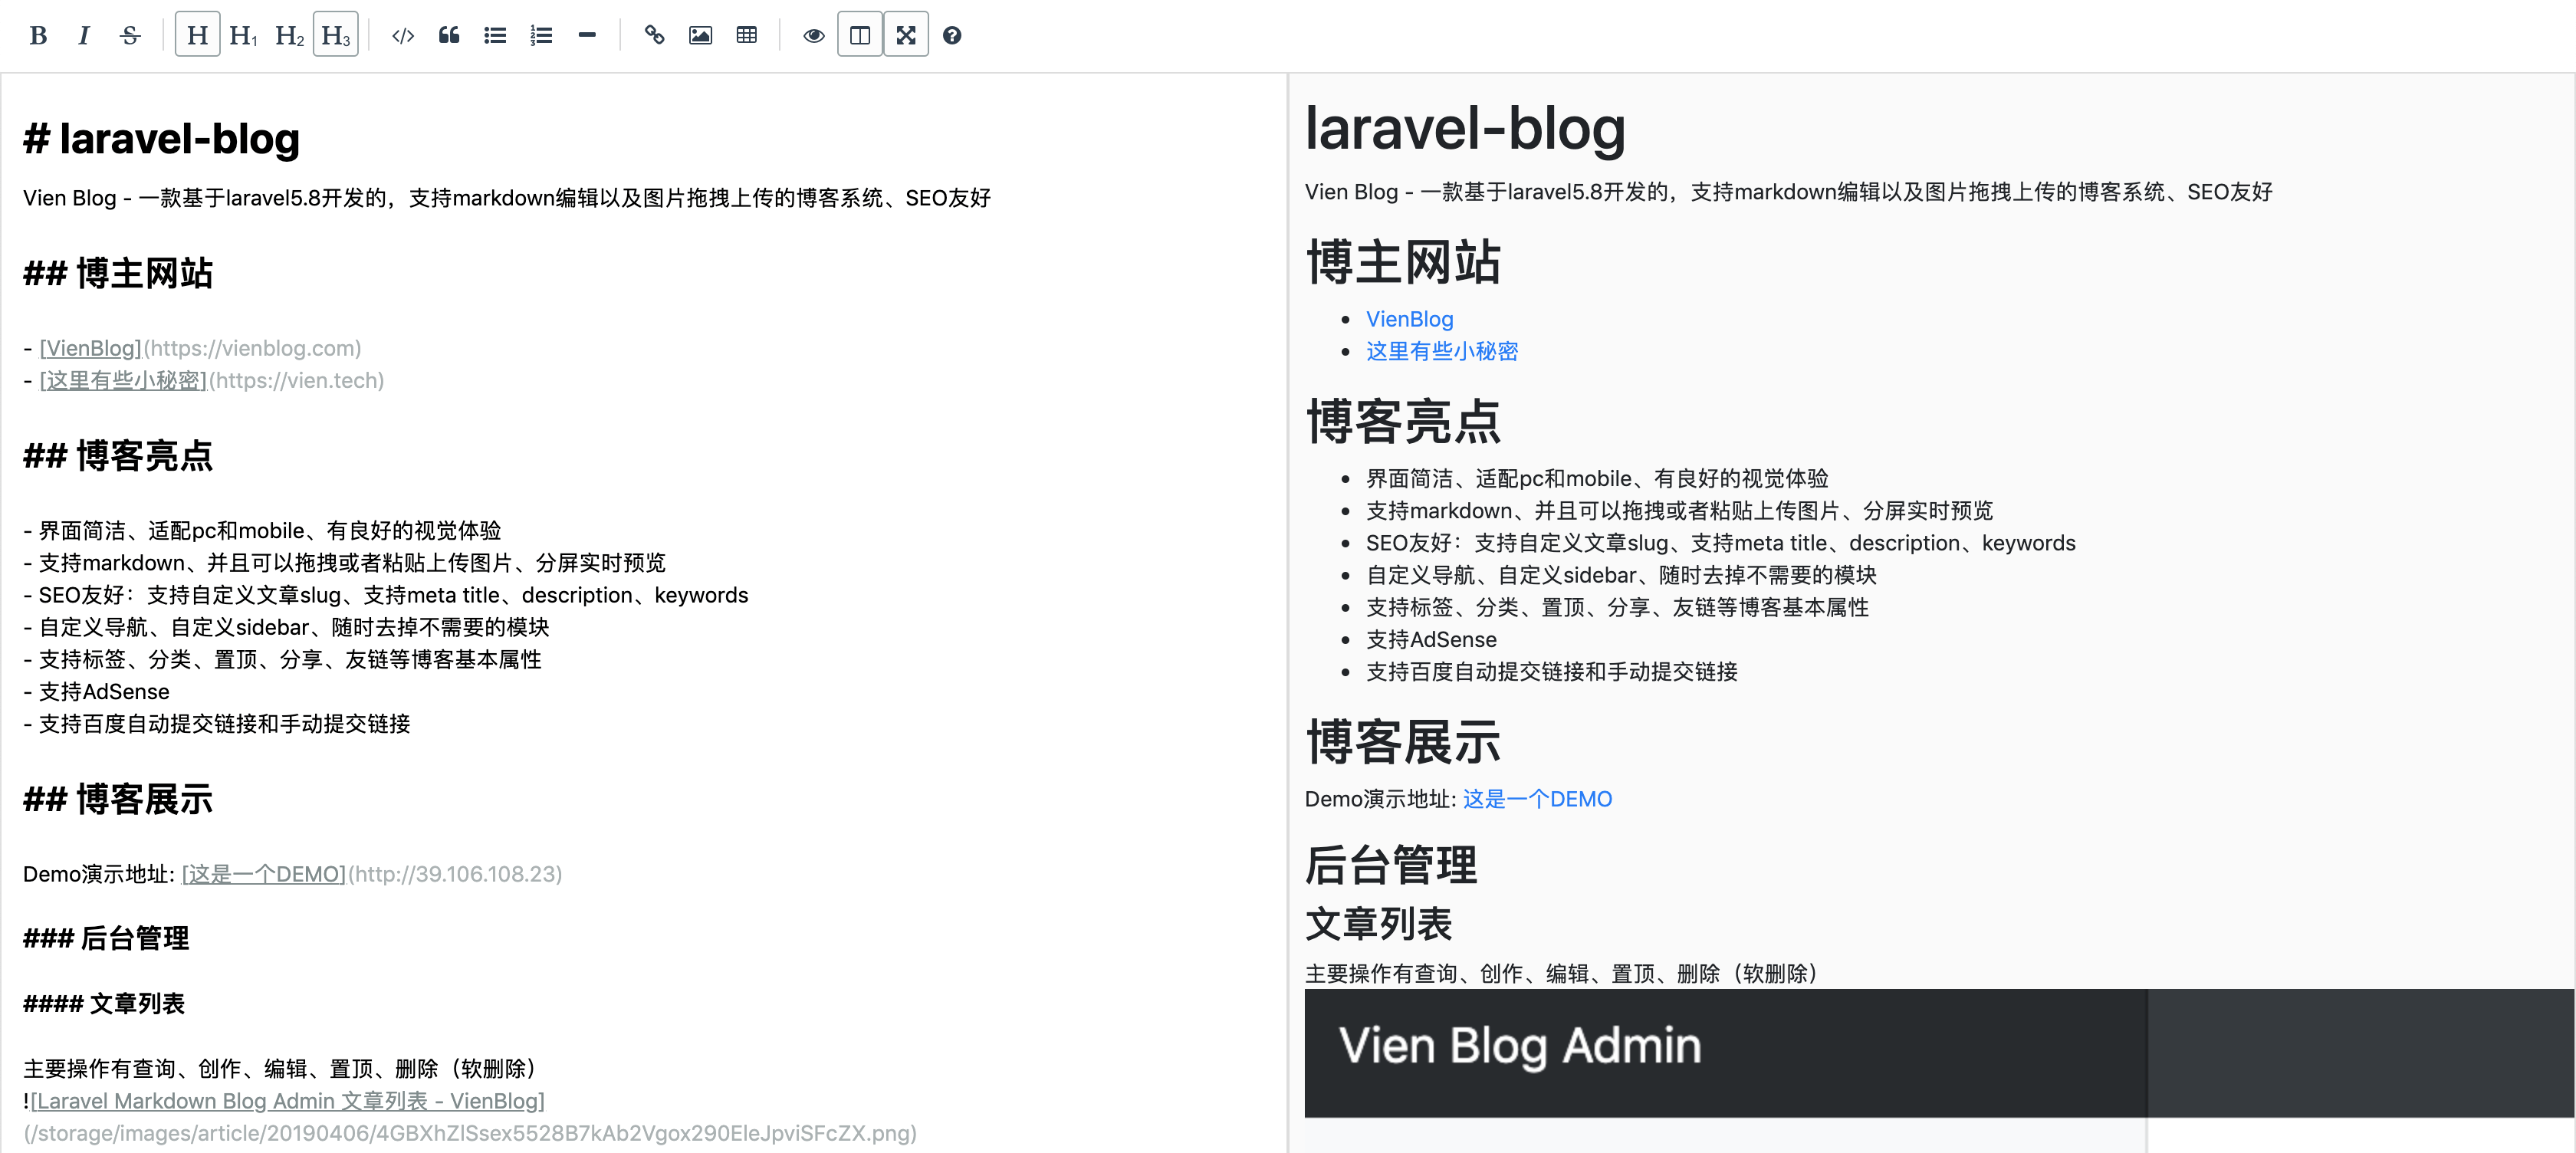 B I S H H1 H2 H3
# laravel-blog
Vien Blog - 一款基于laravel5.8开发的，支持markdown编辑以及图片拖拽上传的博客系统、SEO友好
## 博主网站
- [VienBlog](https://vienblog.com)
- [这里有些小秘密](https://vien.tech)
## 博客亮点
- 界面简洁、适配pc和mobile、有良好的视觉体验
- 支持markdown、并且可以拖拽或者粘贴上传图片、分屏实时预览
- SEO友好：支持自定义文章slug、支持meta title、description、keywords
- 自定义导航、自定义sidebar、随时去掉不需要的模块
- 支持标签、分类、置顶、分享、友链等博客基本属性
- 支持AdSense
- 支持百度自动提交链接和手动提交链接
## 博客展示
Demo演示地址: [这是一个DEMO](http://39.106.108.23)
### 后台管理
#### 文章列表
主要操作有查询、创作、编辑、置顶、删除（软删除）
![Laravel Markdown Blog Admin 文章列表 - VienBlog]
(/storage/images/article/20190406/4GBXhZlSsex5528B7kAb2Vgox290EleJpviSFcZX.png)
laravel-blog
Vien Blog - 一款基于laravel5.8开发的，支持markdown编辑以及图片拖拽上传的博客系统、SEO友好
博主网站
• VienBlog
• 这里有些小秘密
博客亮点
• 界面简洁、适配pc和mobile、有良好的视觉体验
• 支持markdown、并且可以拖拽或者粘贴上传图片、分屏实时预览
• SEO友好：支持自定义文章slug、支持meta title、description、keywords
• 自定义导航、自定义sidebar、随时去掉不需要的模块
• 支持标签、分类、置顶、分享、友链等博客基本属性
• 支持AdSense
• 支持百度自动提交链接和手动提交链接
博客展示
Demo演示地址: 这是一个DEMO
后台管理
文章列表
主要操作有查询、创作、编辑、置顶、删除（软删除）
Vien Blog Admin